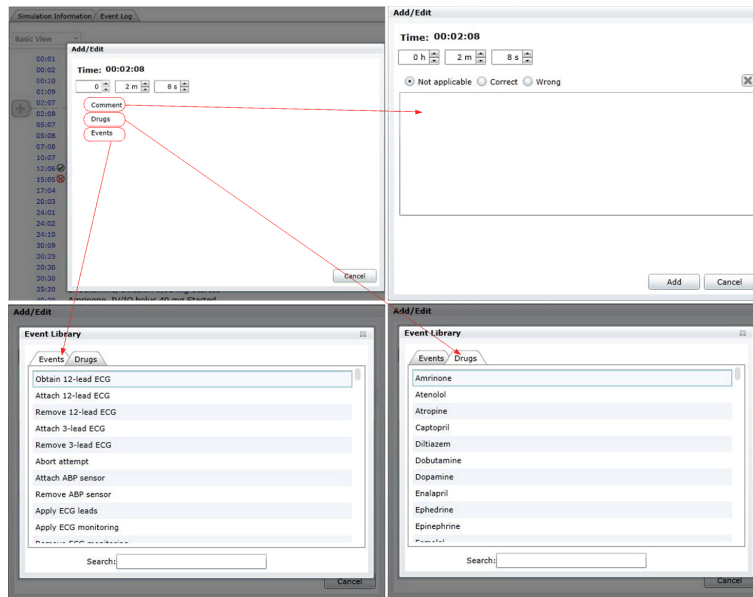 Simulation Information Event Log
Basic View
00:01
00:02
00:10
01:09
02:07
02:08
05:07
05:08
07:08
10:07
12:06
15:05
17:04
20:03
24:01
24:02
24:10
30:09
30:29
30:30
30:30
35:30
40:30
Amrinone, IV/IO bolus 40 mg Started
Add/Edit
Time: 00:02:08
0 2 m 8 s
Comment
Drugs
Events
Cancel
Add/Edit
Time: 00:02:08
0 h 2 m 8 s
Not applicable Correct Wrong
Add Cancel
Add/Edit
Event Library
Events Drugs
Obtain 12-lead ECG
Attach 12-lead ECG
Remove 12-lead ECG
Attach 3-lead ECG
Remove 3-lead ECG
Abort attempt
Attach ABP sensor
Remove ABP sensor
Apply ECG leads
Apply ECG monitoring
Remove ECG monitoring
Search:
Cancel
Add/Edit
Event Library
Events Drugs
Amrinone
Atenolol
Atropine
Captopril
Diltiazem
Dobutamine
Dopamine
Enalapril
Ephedrine
Epinephrine
Search:
Cancel